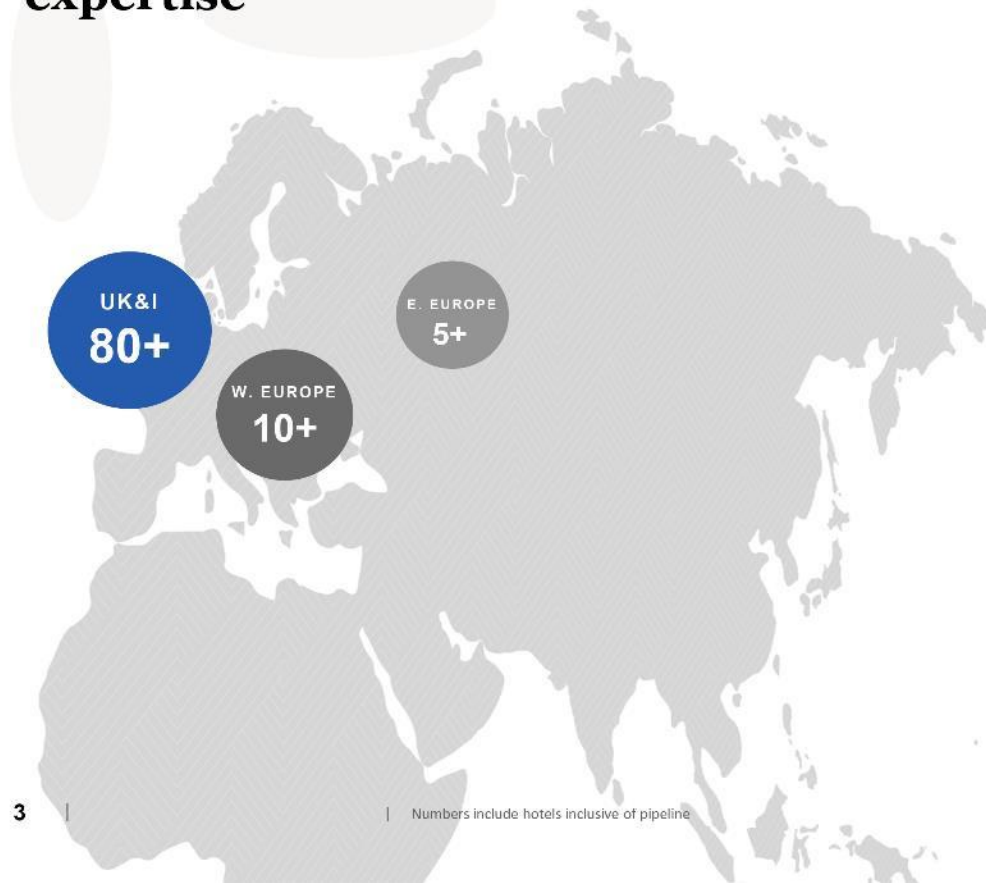 expertise
UK&I
80+
E. EUROPE
5+
W. EUROPE
10+
3
Numbers include hotels inclusive of pipeline